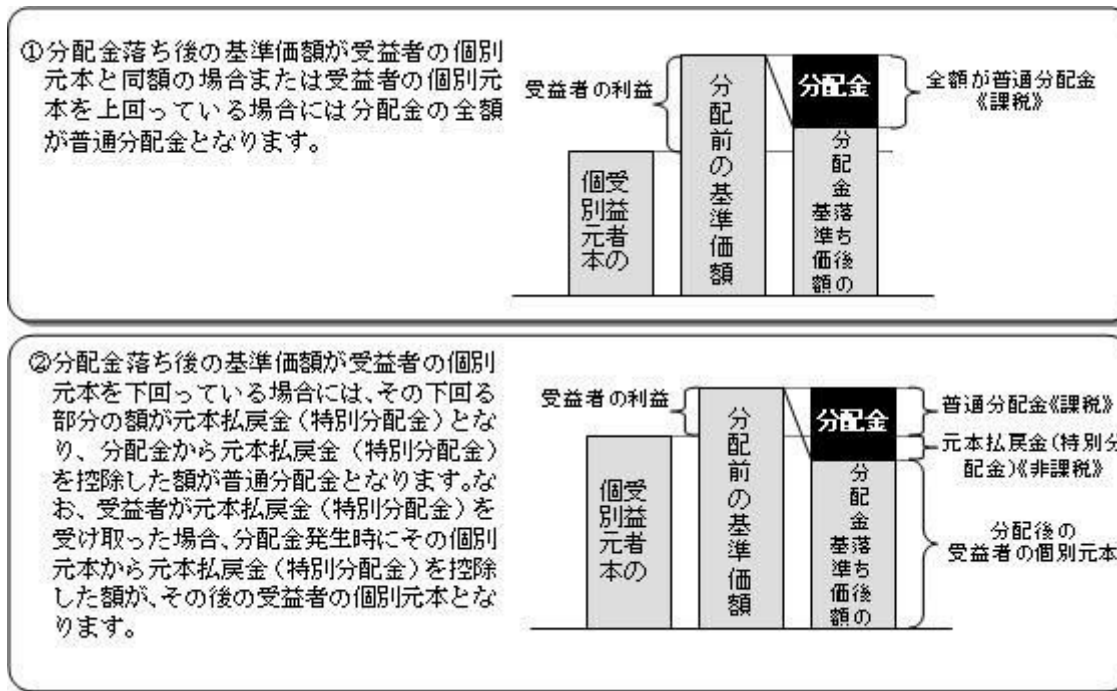 ①分配金落ち後の基準価額が受益者の個別
元本と同額の場合または受益者の個別元
本を上回っている場合には分配金の全額
が普通分配金となります。
受益者の利益
受益者の
個別元本
分配前の基準価額
分配金
分配金落ち後の
基準価額
全額が普通分配金
《課税》
②分配金落ち後の基準価額が受益者の個別
元本を下回っている場合には、その下回る
部分の額が元本払戻金（特別分配金）とな
り、分配金から元本払戻金（特別分配金）
を控除した額が普通分配金となります。な
お、受益者が元本払戻金（特別分配金）を
受け取った場合、分配金発生時にその個別
元本から元本払戻金（特別分配金）を控除
した額が、その後の受益者の個別元本とな
ります。
受益者の利益
受益者の
個別元本
分配前の基準価額
分配金
分配金落ち後の
基準価額
普通分配金《課税》
元本払戻金(特別分
配金)《非課税》
分配後の
受益者の個別元本